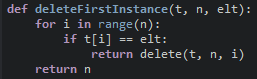 def deleteFirstInstance(t, n, elt):
    for i in range(n):
        if t[i] == elt:
            return delete(t, n, i)
    return n